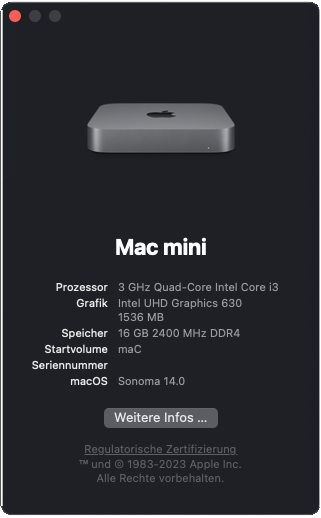 Mac mini
Prozessor 3 GHz Quad-Core Intel Core i3
Grafik Intel UHD Graphics 630
1536 MB
Speicher 16 GB 2400 MHz DDR4
Startvolume maC
Seriennummer
macOS Sonoma 14.0
Weitere Infos ...
Regulatorische Zertifizierung
™ und © 1983-2023 Apple Inc.
Alle Rechte vorbehalten.